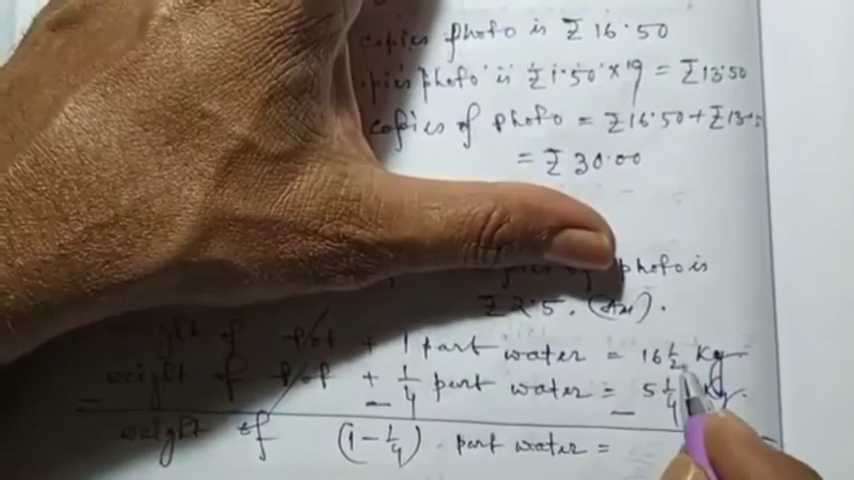 copies photo is ₹16.50
pies photo is ₹1.50 × 9 = ₹13.50
copies of photo = ₹16.50 + ₹13.5
= ₹30.00
photo is
₹2.5. (Ans).
weight of pot + 1 part water = 16 1/2 Kg
weight of pot + 1/4 part water = 5 1/4 Kg.
weight of (1 - 1/4) part water =